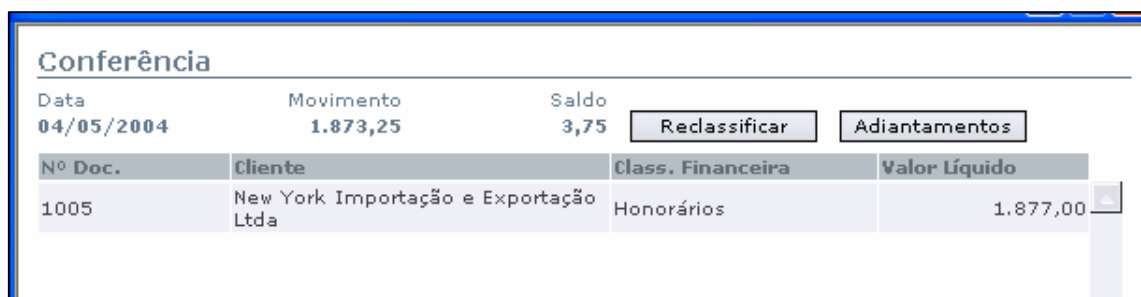 Conferência
Data Movimento Saldo
04/05/2004 1.873,25 3,75 Reclassificar Adiantamentos
Nº Doc. Cliente Class. Financeira Valor Líquido
1005 New York Importação e Exportação Ltda Honorários 1.877,00